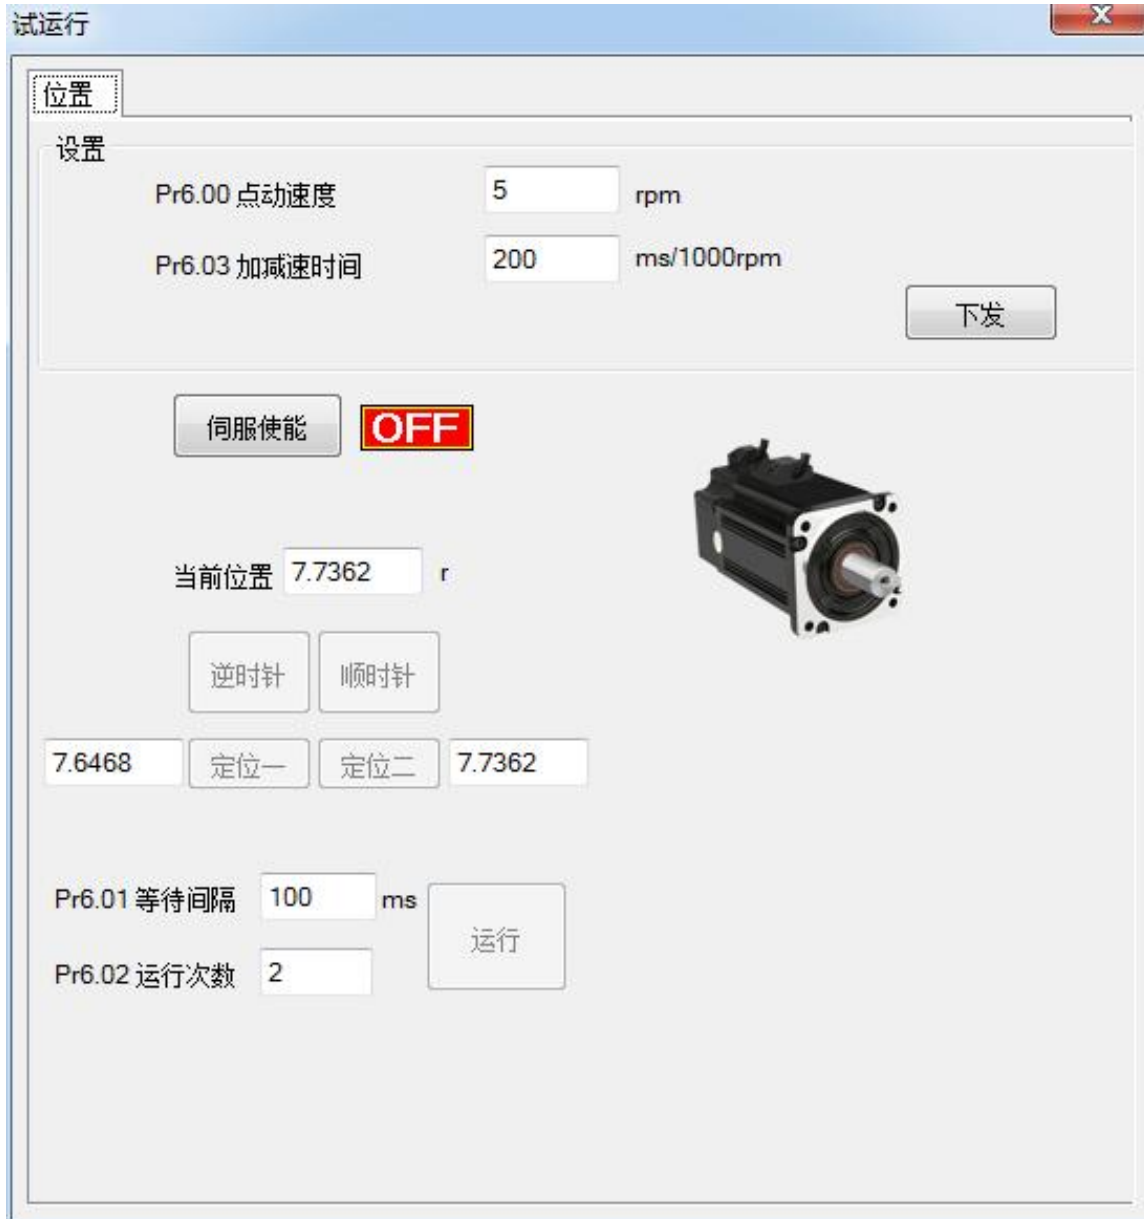 试运行
X
位置
设置
Pr6.00 点动速度 5 rpm
Pr6.03 加减速时间 200 ms/1000rpm
下发
伺服使能 OFF
当前位置 7.7362 r
逆时针 顺时针
7.6468 定位一 定位二 7.7362
Pr6.01 等待间隔 100 ms
运行
Pr6.02 运行次数 2